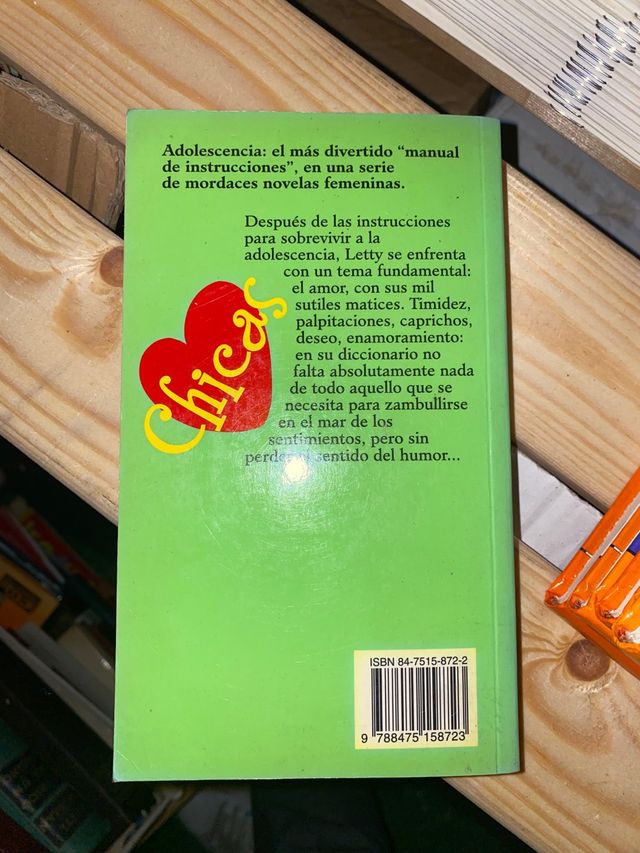 Adolescencia: el más divertido “manual
de instrucciones”, en una serie
de mordaces novelas femeninas.
Después de las instrucciones
para sobrevivir a la
adolescencia, Letty se enfrenta
con un tema fundamental:
el amor, con sus mil
sutiles matices. Timidez,
palpitaciones, caprichos,
deseo, enamoramiento:
en su diccionario no
falta absolutamente nada
de todo aquello que se
necesita para zambullirse
en el mar de los
sentimientos, pero sin
perder el sentido del humor...
Chicas
ISBN 84-7515-872-2
9 788475 158723